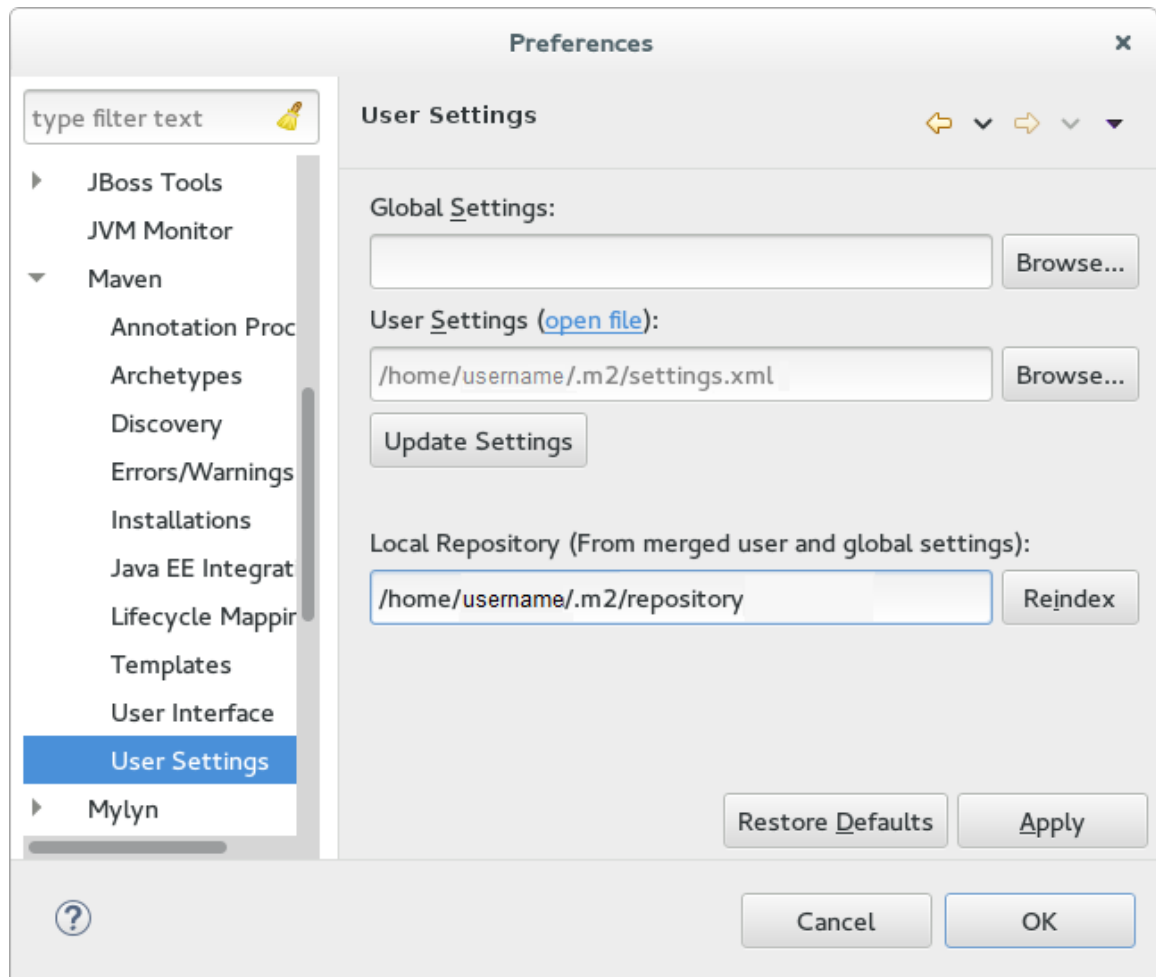 Preferences
type filter text
JBoss Tools
JVM Monitor
Maven
Annotation Proc
Archetypes
Discovery
Errors/Warnings
Installations
Java EE Integrat
Lifecycle Mappin
Templates
User Interface
User Settings
Mylyn
User Settings
Global Settings:
Browse...
User Settings (open file):
/home/username/.m2/settings.xml
Browse...
Update Settings
Local Repository (From merged user and global settings):
/home/username/.m2/repository
Reindex
Restore Defaults
Apply
?
Cancel
OK